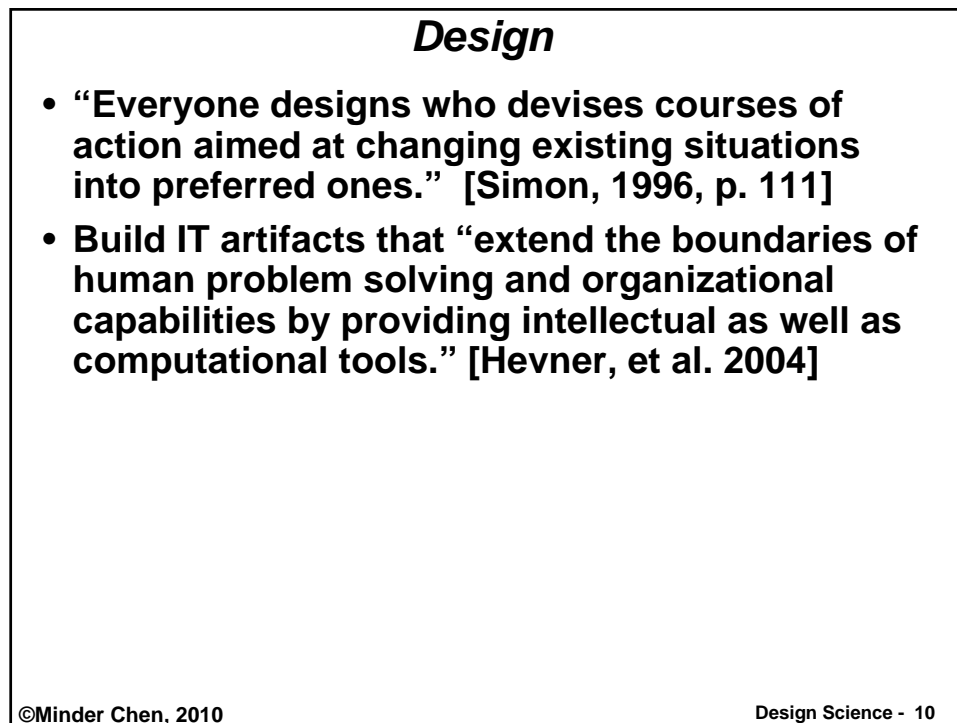 Design
• “Everyone designs who devises courses of
action aimed at changing existing situations
into preferred ones.”  [Simon, 1996, p. 111]
• Build IT artifacts that “extend the boundaries of
human problem solving and organizational
capabilities by providing intellectual as well as
computational tools.” [Hevner, et al. 2004]
©Minder Chen, 2010
Design Science - 10